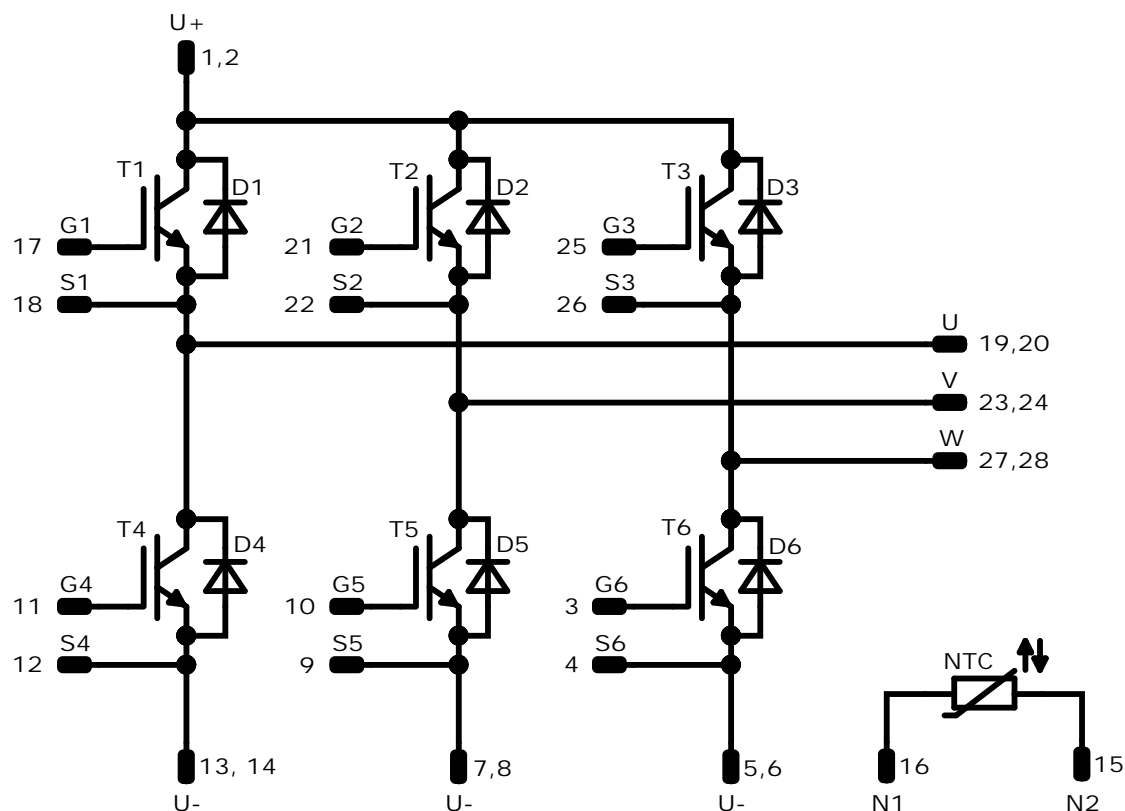 U+
1,2
T1
D1
T2
D2
T3
D3
G1
17
G2
21
G3
25
S1
18
S2
22
S3
26
U
19,20
V
23,24
W
27,28
T4
D4
T5
D5
T6
D6
G4
11
G5
10
G6
3
S4
12
S5
9
S6
4
NTC
13, 14
7,8
5,6
16
15
U-
U-
U-
N1
N2